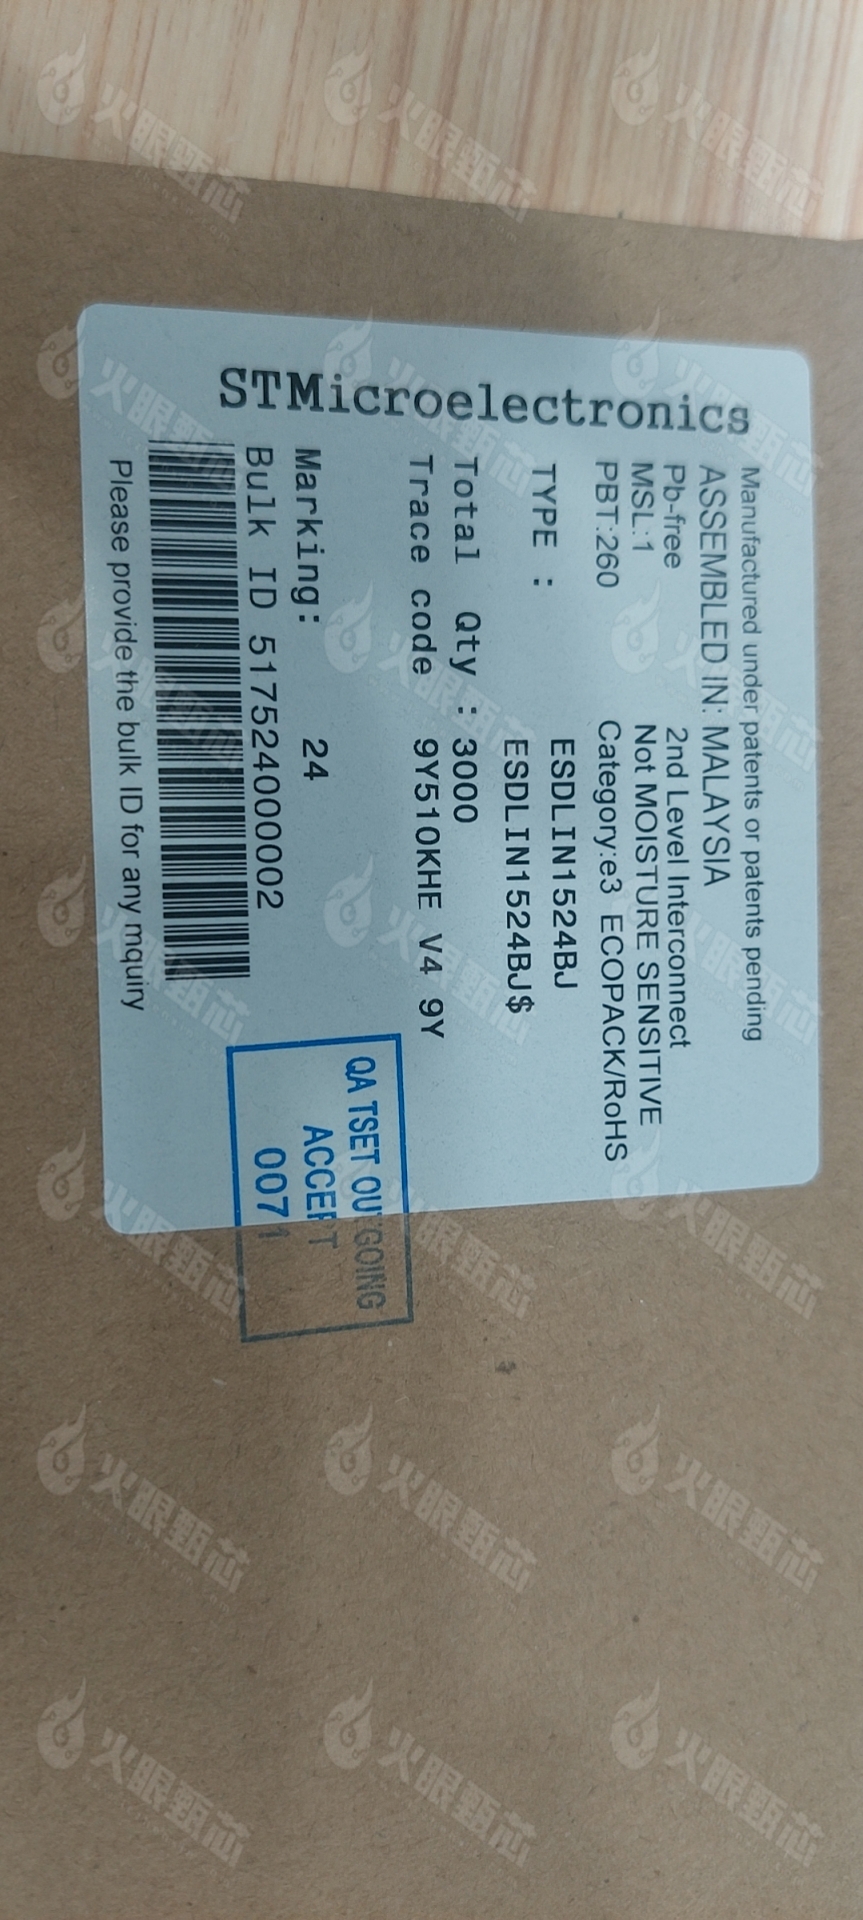 STMicroelectronics
Manufactured under patents or patents pending
ASSEMBLED IN: MALAYSIA
Pb-free 2nd Level Interconnect
MSL:1 Not MOISTURE SENSITIVE
PBT:260 Category:e3 ECOPACK/RoHS
TYPE : ESDLIN1524BJ
ESDLIN1524BJ$
Total Qty : 3000
Trace code 9Y510KHE V4 9Y
Marking: 24
Bulk ID 517524000002
Please provide the bulk ID for any mquiry
QA TSET OUTGOING
ACCEPT
0071
火眼甄芯